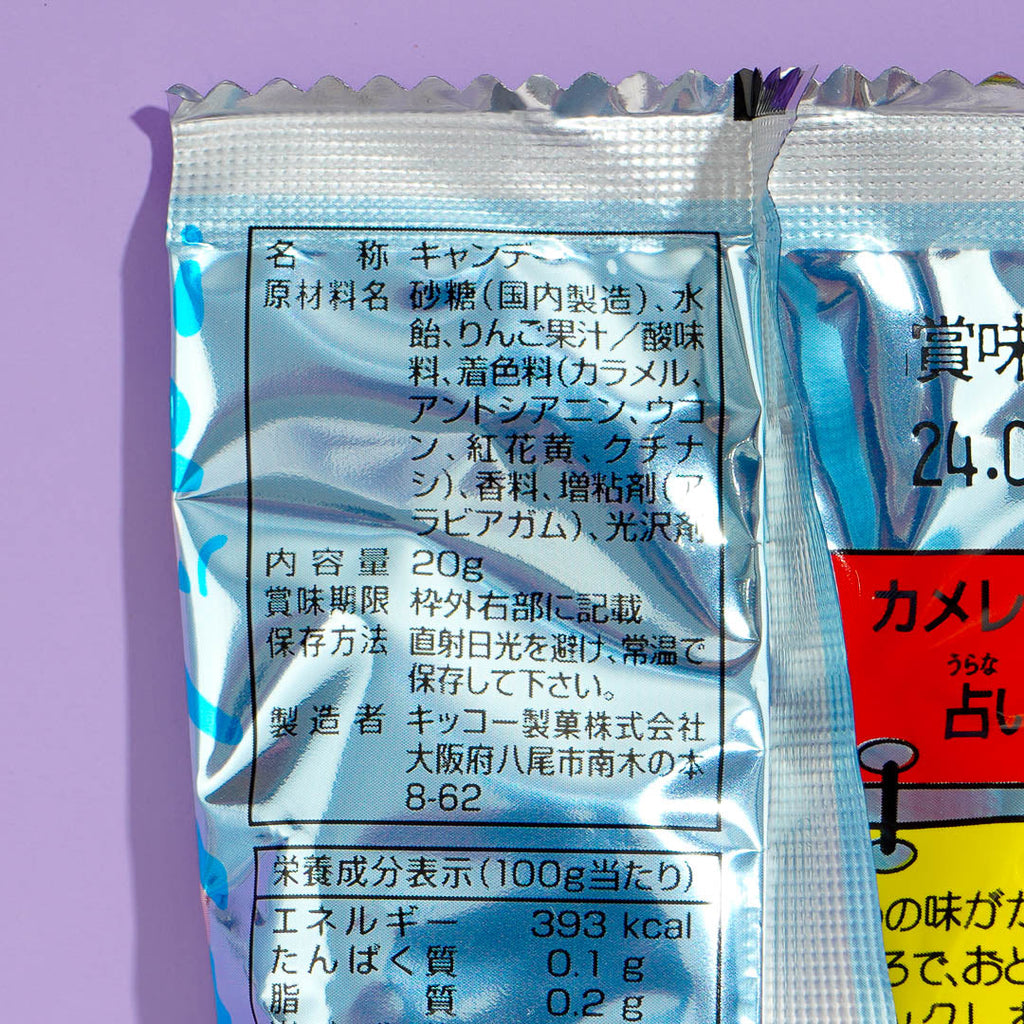 名称 キャンデー
原材料名 砂糖(国内製造)、水
飴、りんご果汁/酸味
料、着色料(カラメル、
アントシアニン、ウコ
ン、紅花黄、クチナ
シ)、香料、増粘剤(ア
ラビアガム)、光沢剤
内容量 20g
賞味期限 枠外右部に記載
保存方法 直射日光を避け、常温で
保存して下さい。
製造者 キッコー製菓株式会社
大阪府八尾市南木の本
8-62
栄養成分表示(100g当たり)
エネルギー 393 kcal
たんぱく質 0.1 g
脂質 0.2 g
賞味
24.0
カメレ
うらな
占い
の味がか
ろで、おと